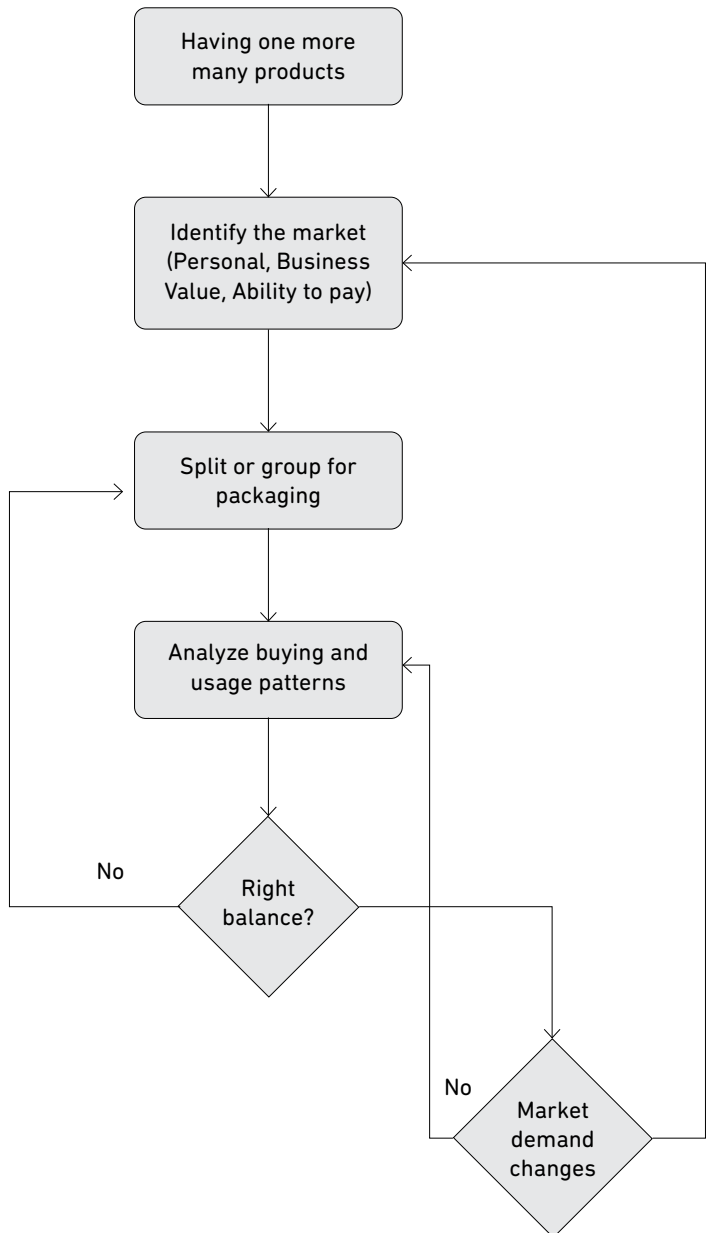 Having one more
many products
Identify the market
(Personal, Business
Value, Ability to pay)
Split or group for
packaging
Analyze buying and
usage patterns
No
Right
balance?
No
Market
demand
changes